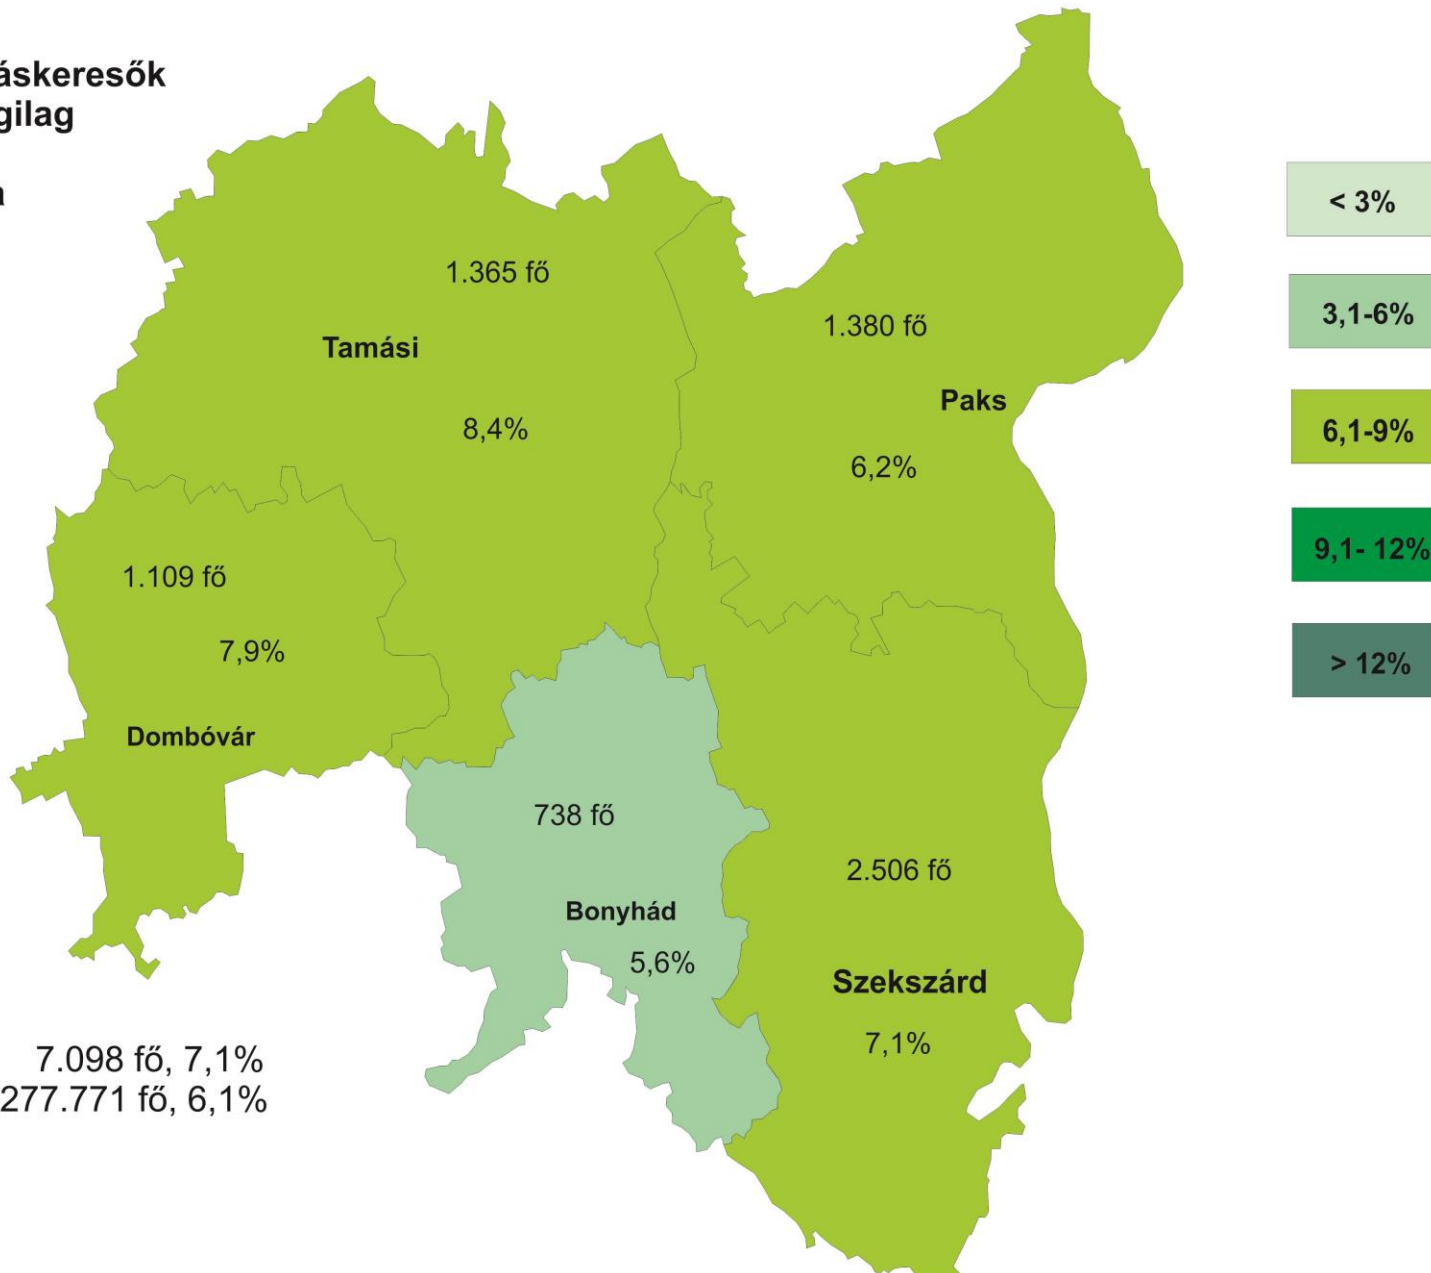 áskeresők
gilag
a
1.365 fő
Tamási
8,4%
1.380 fő
Paks
6,2%
1.109 fő
7,9%
Dombóvár
738 fő
Bonyhád
5,6%
2.506 fő
Szekszárd
7,1%
7.098 fő, 7,1%
277.771 fő, 6,1%
< 3%
3,1-6%
6,1-9%
9,1- 12%
> 12%